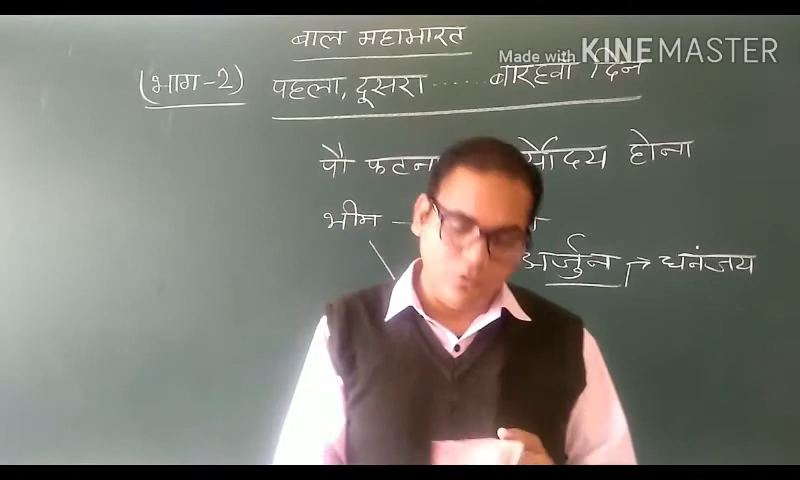 बाल महाभारत
Made with KINEMASTER
(भाग-2) पहला, दूसरा ...... बारहवाँ दिन
पौ फटना होना
भीम
अर्जुन → धनंजय